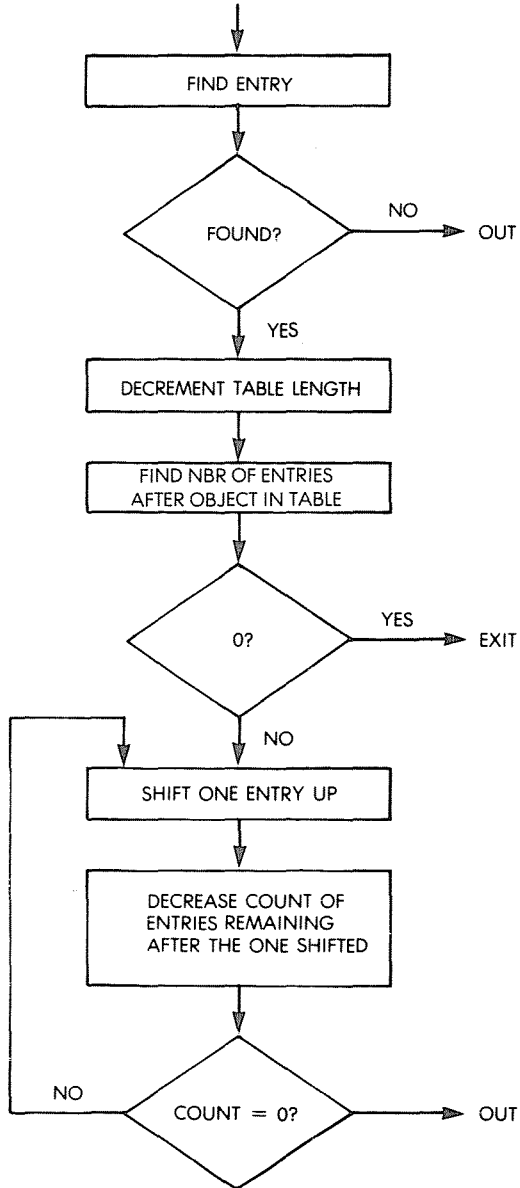 FIND ENTRY
FOUND?
NO
OUT
YES
DECREMENT TABLE LENGTH
FIND NBR OF ENTRIES
AFTER OBJECT IN TABLE
0?
YES
EXIT
NO
SHIFT ONE ENTRY UP
DECREASE COUNT OF
ENTRIES REMAINING
AFTER THE ONE SHIFTED
NO
COUNT = 0?
OUT